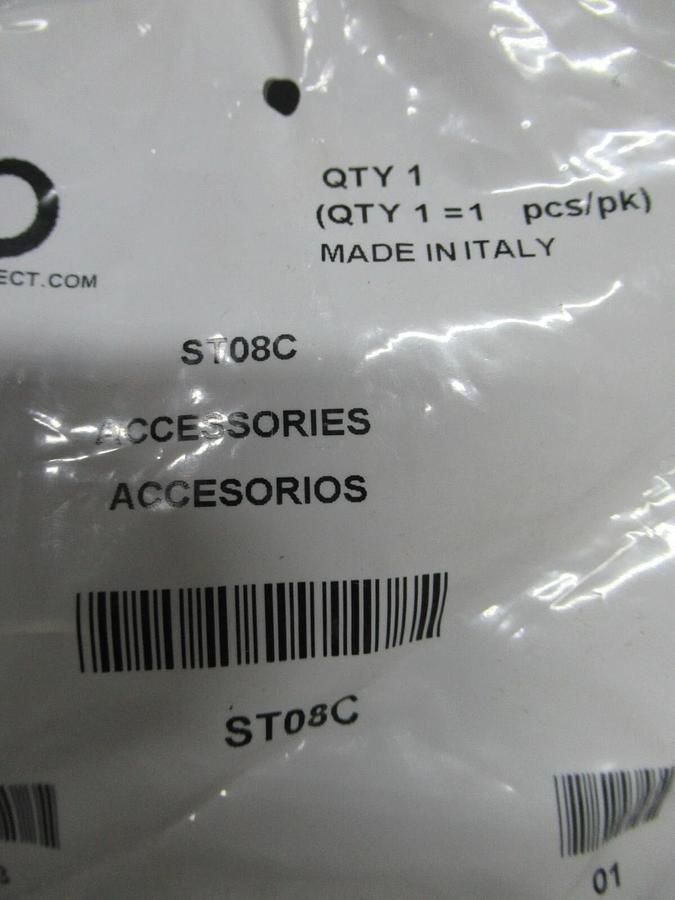 QTY 1
(QTY 1 = 1 pcs/pk)
MADE IN ITALY
ECT.COM
ST08C
ACCESSORIES
ACCESORIOS
ST08C
01